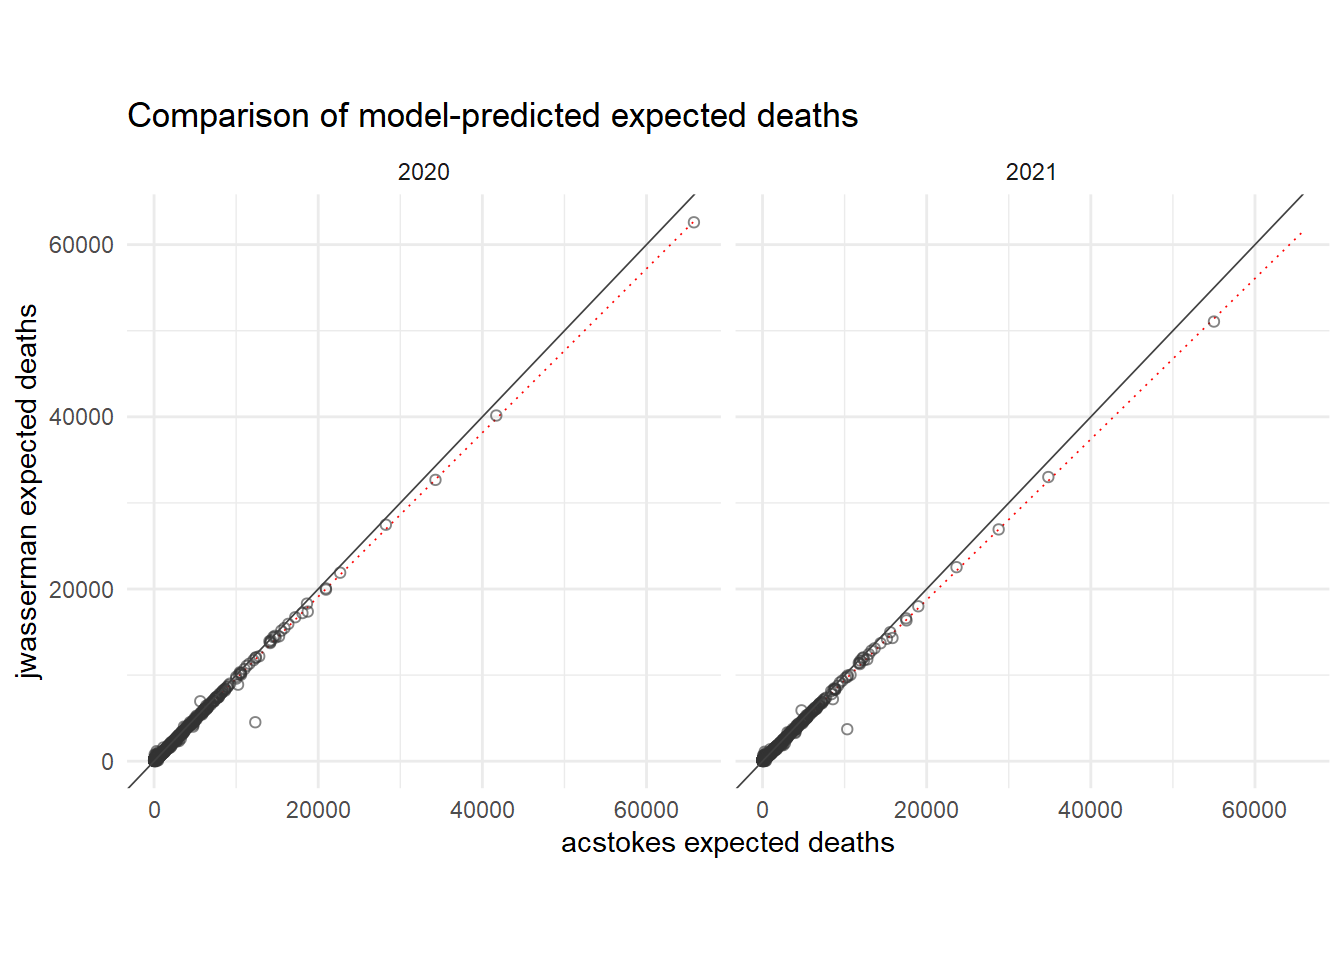 Comparison of model-predicted expected deaths
2020
2021
60000
40000
20000
0
jwasserman expected deaths
0 20000 40000 60000
0 20000 40000 60000
acstokes expected deaths